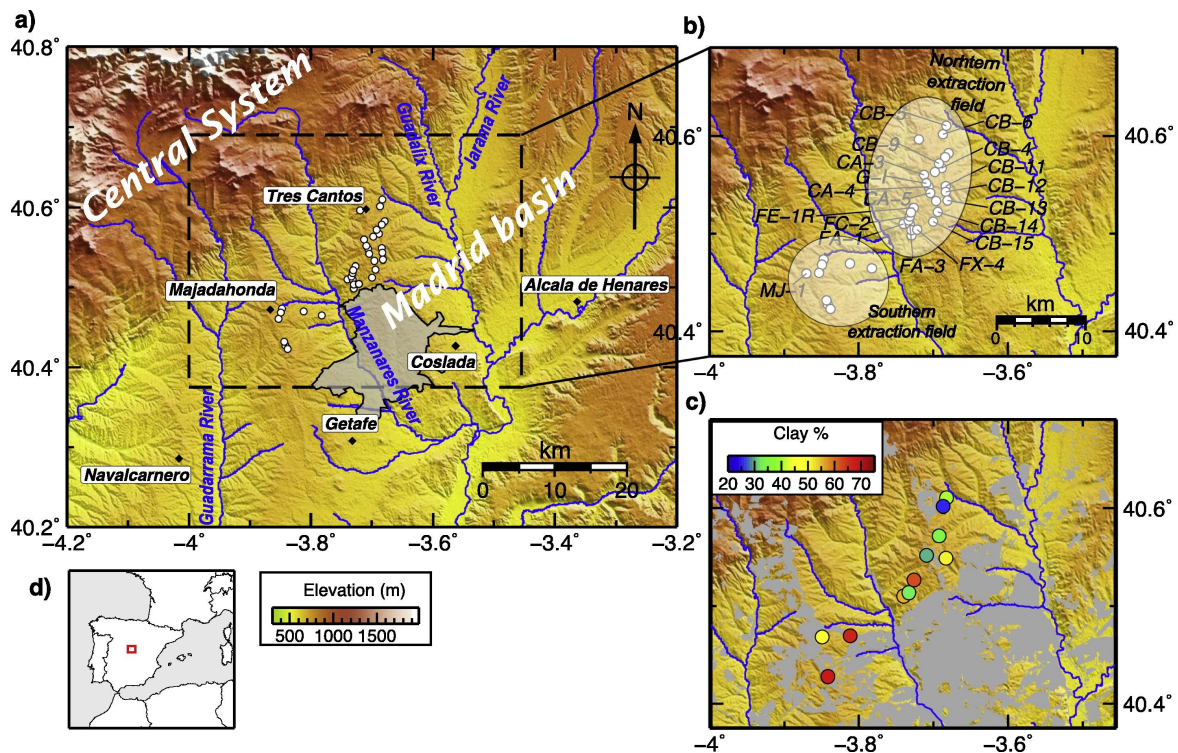 a)
40.8°
40.6°
40.4°
40.2°
−4.2
−4
−3.8
−3.6
−3.4
−3.2
Central System
Madrid basin
Gualix River
Jarama River
Manzanares River
Guadarrama River
Tres Cantos
Majadahonda
Alcala de Henares
Coslada
Getafe
Navalcarnero
N
km
0 10 20
b)
Norhtern
extraction
field
CB-6
CB-9
CB-4
CA-3
CB-11
CB-12
CA-4
CA-5
CB-13
FE-1R
FC-2
CB-14
FA-1
CB-15
FA-3
FX-4
MJ-1
Southern
extraction field
km
0 10
40.6°
40.4°
−4
−3.8
−3.6
c)
Clay %
20 30 40 50 60 70
40.6°
40.4°
−4
−3.8
−3.6
d)
Elevation (m)
500 1000 1500